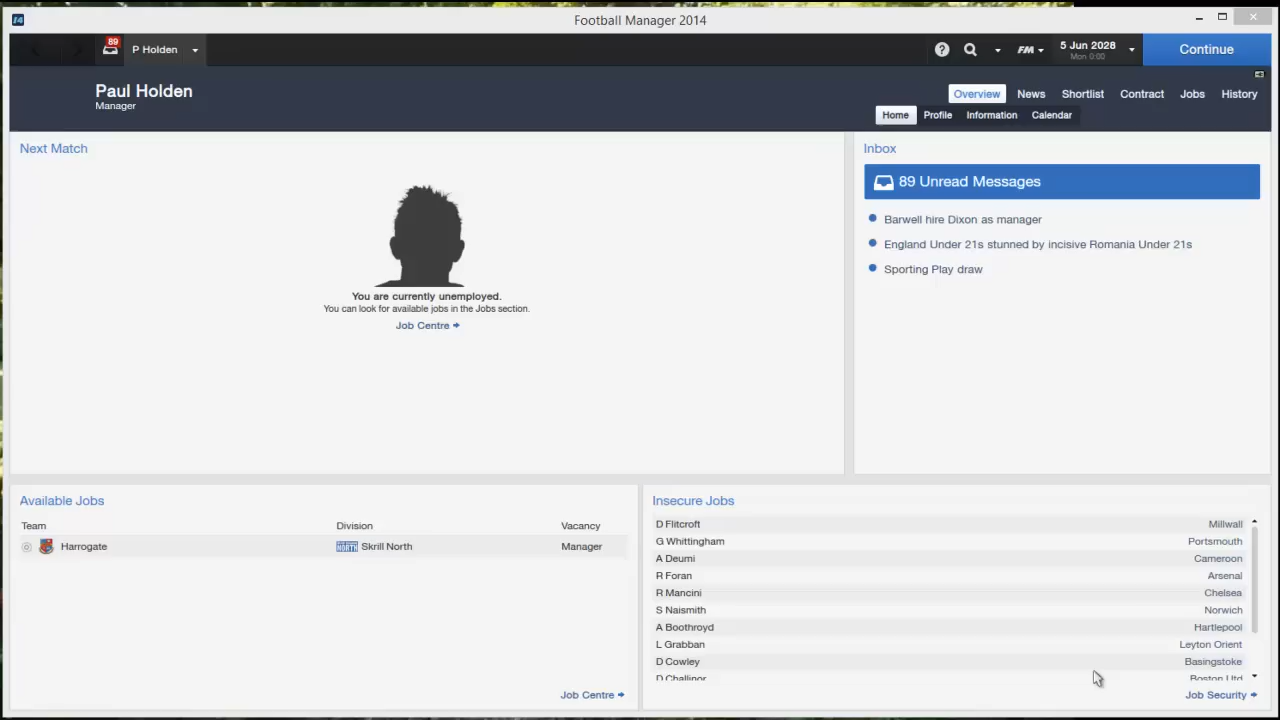 Football Manager 2014
89
P Holden
FM
5 Jun 2028
Mon 0:00
Continue
Paul Holden
Manager
Overview News Shortlist Contract Jobs History
Home Profile Information Calendar
Next Match
You are currently unemployed.
You can look for available jobs in the Jobs section.
Job Centre
Inbox
89 Unread Messages
Barwell hire Dixon as manager
England Under 21s stunned by incisive Romania Under 21s
Sporting Play draw
Available Jobs
Team Division Vacancy
Harrogate Skrill North Manager
Job Centre
Insecure Jobs
D Flitcroft Millwall
G Whittingham Portsmouth
A Deumi Cameroon
R Foran Arsenal
R Mancini Chelsea
S Naismith Norwich
A Boothroyd Hartlepool
L Grabban Leyton Orient
D Cowley Basingstoke
D Challinor Boston Utd
Job Security